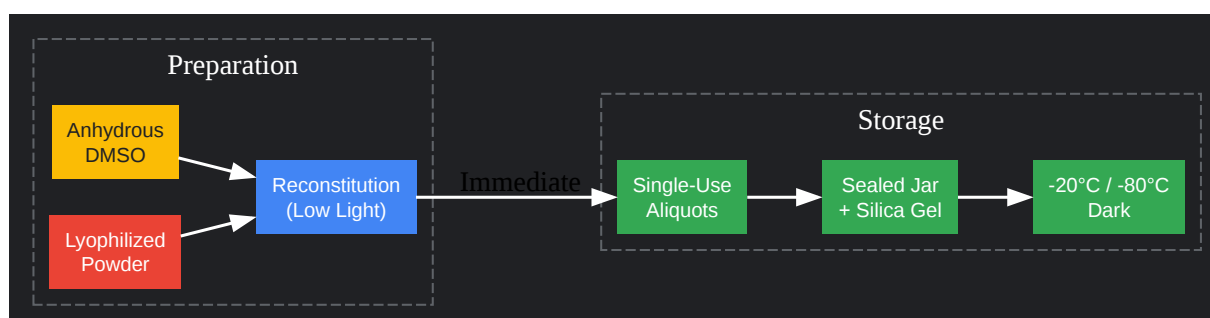 Preparation
Anhydrous
DMSO
Lyophilized
Powder
Reconstitution
(Low Light)
Immediate
Storage
Single-Use
Aliquots
Sealed Jar
+ Silica Gel
-20°C / -80°C
Dark